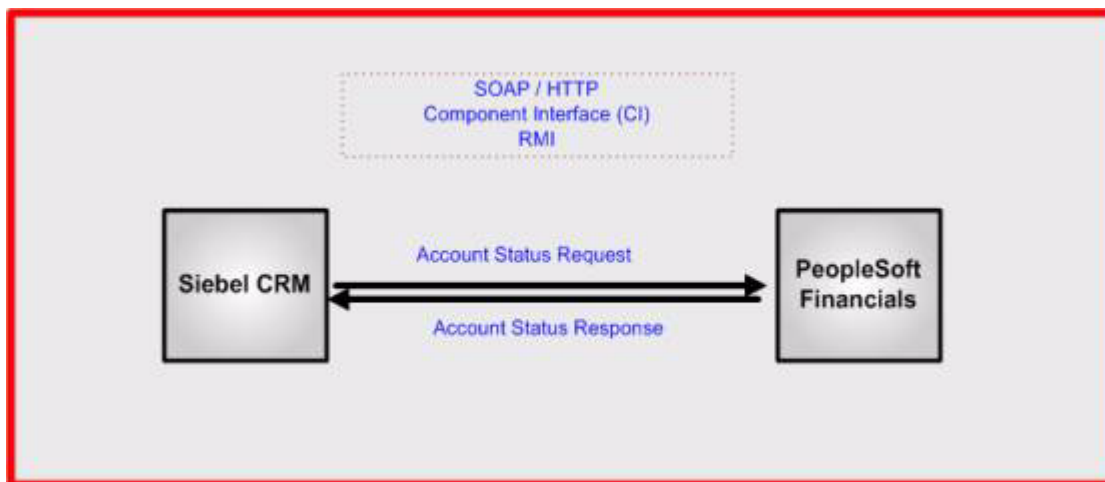 SOAP / HTTP
Component Interface (CI)
RMI
Account Status Request
Siebel CRM
PeopleSoft
Financials
Account Status Response